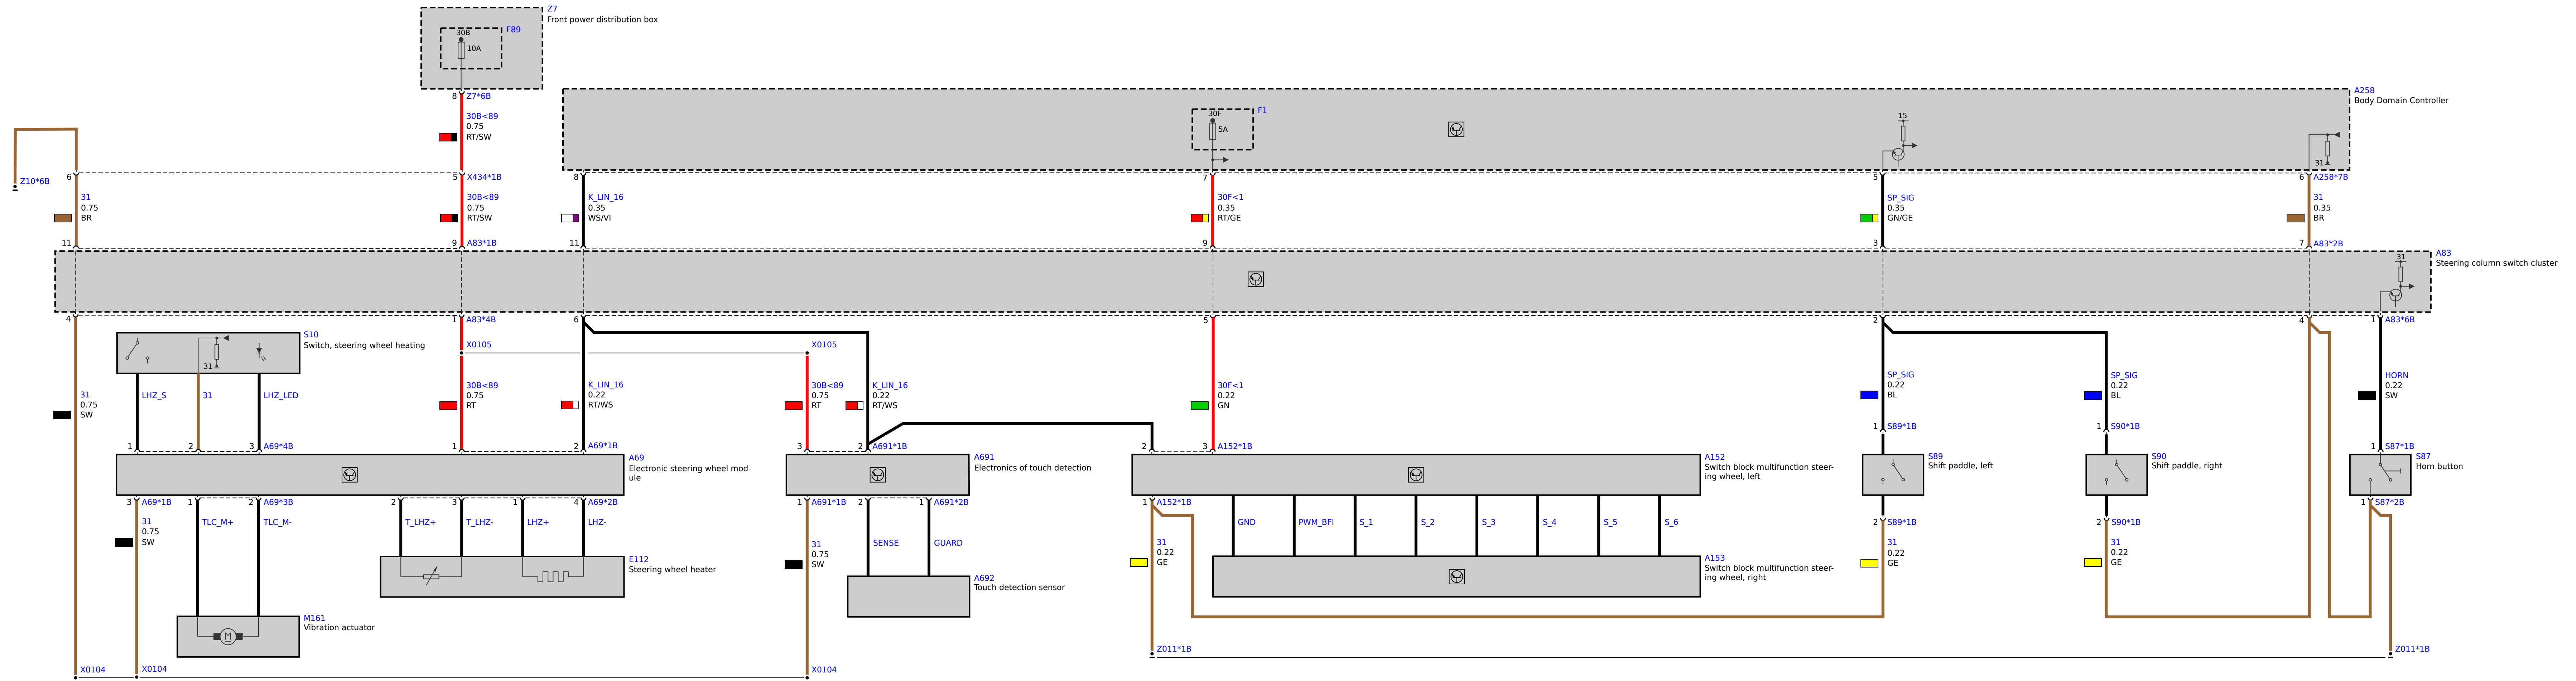 Z7
Front power distribution box
F89
30B
10A
8
Z7*6B
30B<89
0.75
RT/SW
A258
Body Domain Controller
30F
F1
5A
15
31
Z10*6B
6
5
X434*1B
8
7
5
6
A258*7B
31
0.75
BR
30B<89
0.75
RT/SW
K_LIN_16
0.35
WS/VI
30F<1
0.35
RT/GE
SP_SIG
0.35
GN/GE
31
0.35
BR
11
9
A83*1B
11
9
3
7
A83*2B
A83
Steering column switch cluster
31
4
1
A83*4B
6
5
2
4
1
A83*6B
S10
Switch, steering wheel heating
31
X0105
X0105
LHZ_S
31
LHZ_LED
31
0.75
SW
30B<89
0.75
RT
K_LIN_16
0.22
RT/WS
30B<89
0.75
RT
K_LIN_16
0.22
RT/WS
30F<1
0.22
GN
SP_SIG
0.22
BL
SP_SIG
0.22
BL
HORN
0.22
SW
1
S89*1B
1
S90*1B
1
2
3
A69*4B
1
2
A69*1B
3
2
A691*1B
2
3
A152*1B
1
S87*1B
A69
Electronic steering wheel mod-
ule
A691
Electronics of touch detection
A152
Switch block multifunction steer-
ing wheel, left
S89
Shift paddle, left
S90
Shift paddle, right
S87
Horn button
3
A69*1B
1
2
A69*3B
2
3
1
4
A69*2B
1
A691*1B
2
1
A691*2B
1
A152*1B
1
S87*2B
31
0.75
SW
TLC_M+
TLC_M-
T_LHZ+
T_LHZ-
LHZ+
LHZ-
31
0.75
SW
SENSE
GUARD
31
0.22
GE
GND
PWM_BFI
S_1
S_2
S_3
S_4
S_5
S_6
2
S89*1B
2
S90*1B
31
0.22
GE
31
0.22
GE
E112
Steering wheel heater
A692
Touch detection sensor
A153
Switch block multifunction steer-
ing wheel, right
M161
Vibration actuator
M
Z011*1B
Z011*1B
X0104
X0104
X0104